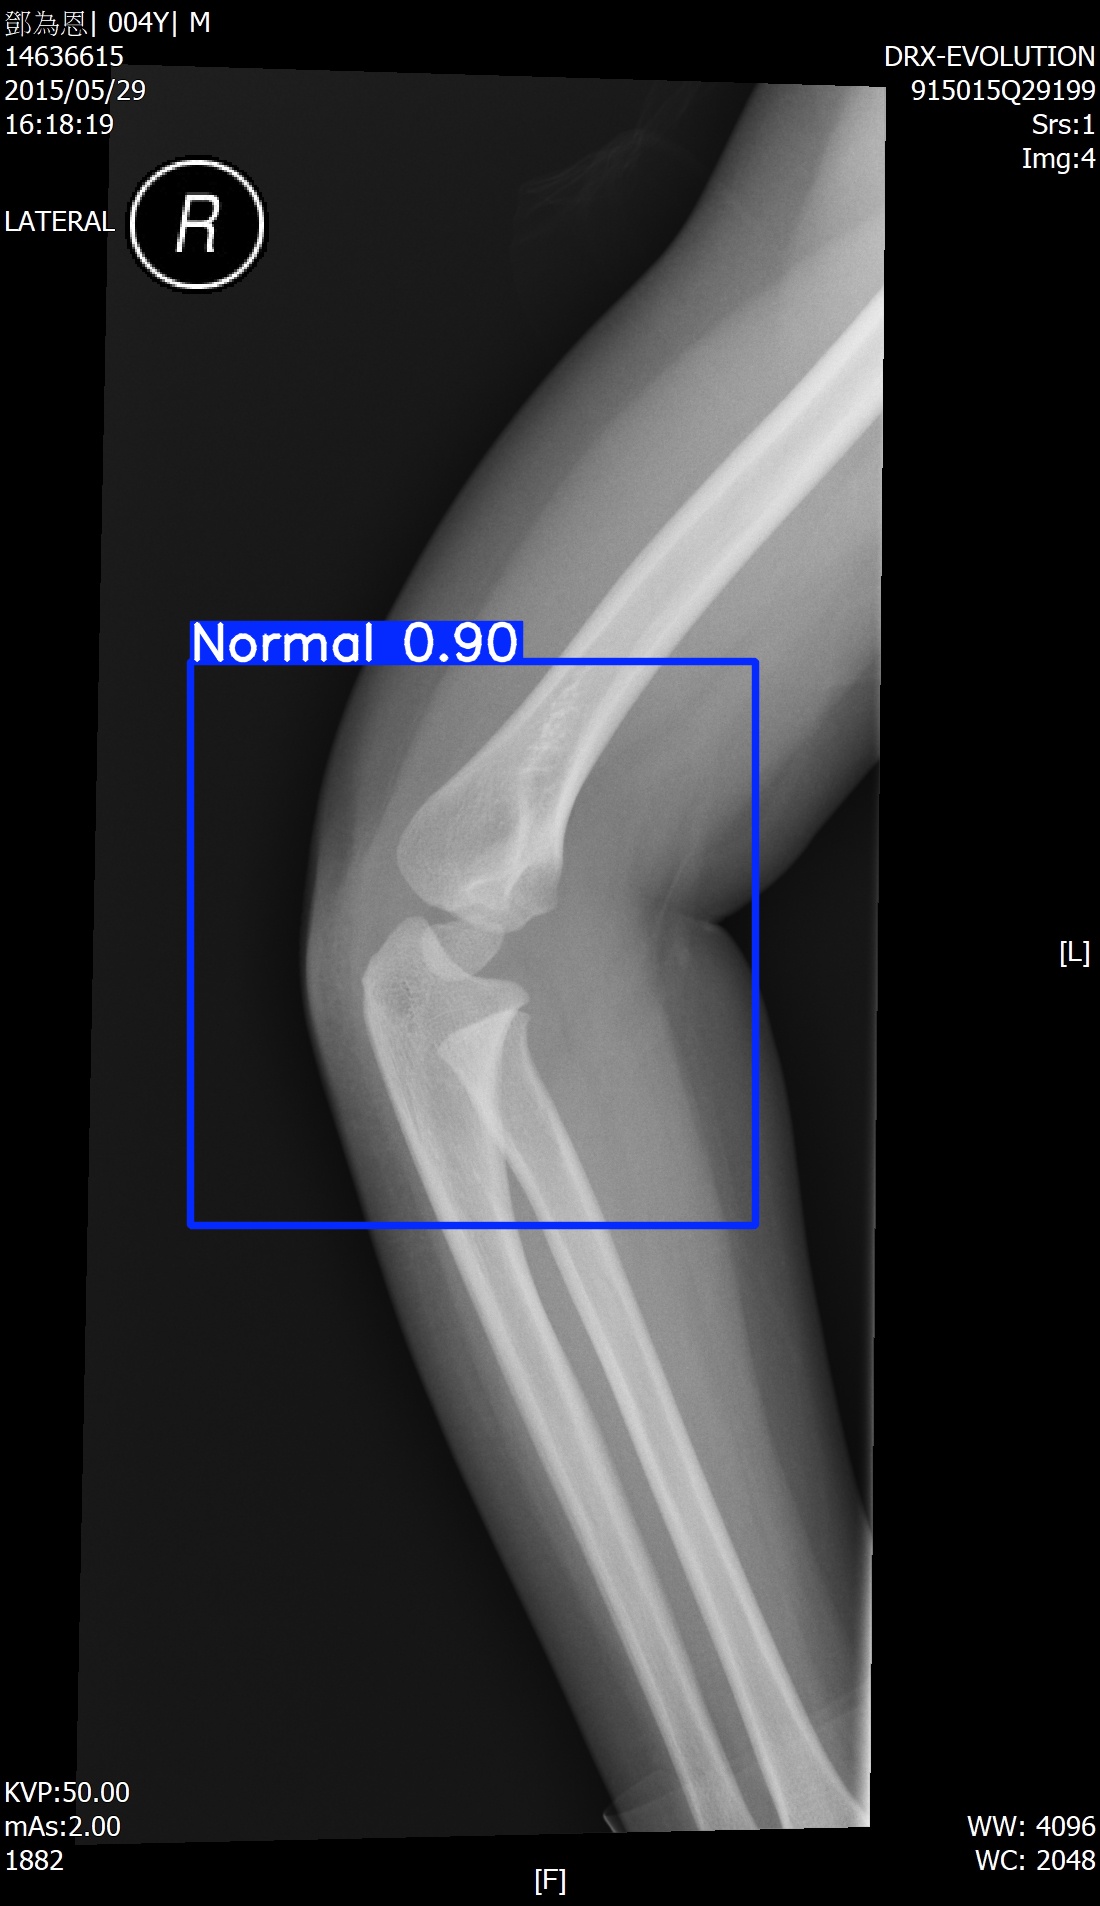 鄧為恩| 004Y| M
14636615
2015/05/29
16:18:19
DRX-EVOLUTION
915015Q29199
Srs:1
Img:4
LATERAL
R
Normal 0.90
[L]
KVP:50.00
mAs:2.00
1882
[F]
WW: 4096
WC: 2048